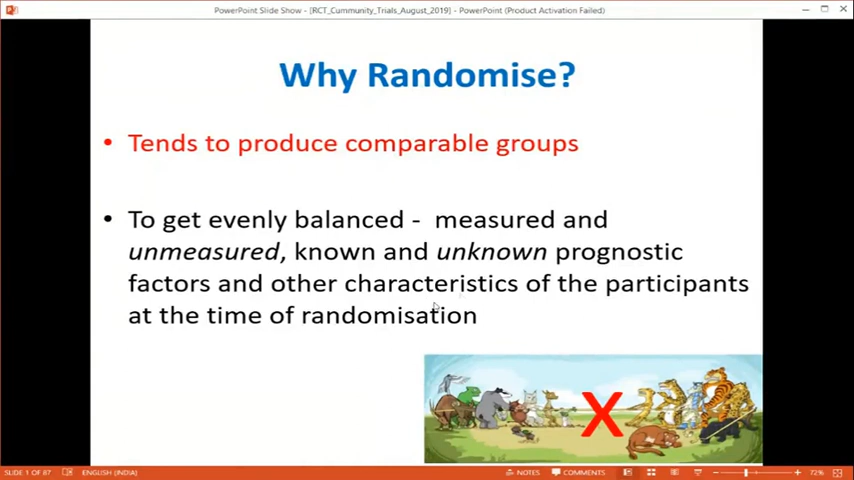 PowerPoint Slide Show - [RCT_Cummunity_Trials_August_2019] - PowerPoint (Product Activation Failed)
Why Randomise?
• Tends to produce comparable groups
• To get evenly balanced - measured and
unmeasured, known and unknown prognostic
factors and other characteristics of the participants
at the time of randomisation
X
SLIDE 1 OF 87 ENGLISH (INDIA) NOTES COMMENTS 72%